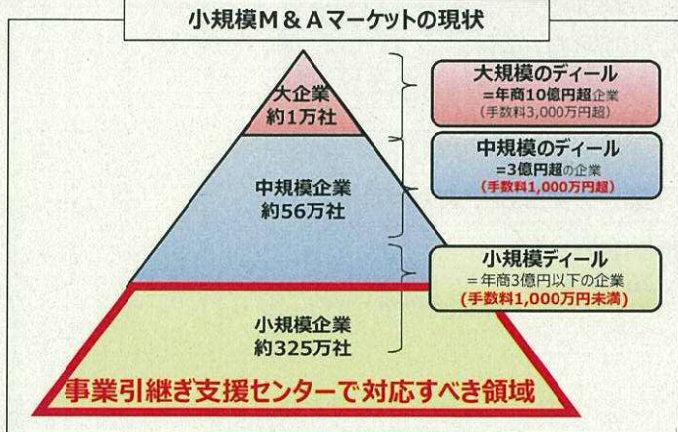 小規模M＆Aマーケットの現状
大企業
約1万社
中規模企業
約56万社
小規模企業
約325万社
事業引継ぎ支援センターで対応すべき領域
大規模のディール
=年商10億円超企業
(手数料3,000万円超)
中規模のディール
=3億円超の企業
(手数料1,000万円超)
小規模ディール
=年商3億円以下の企業
(手数料1,000万円未満)